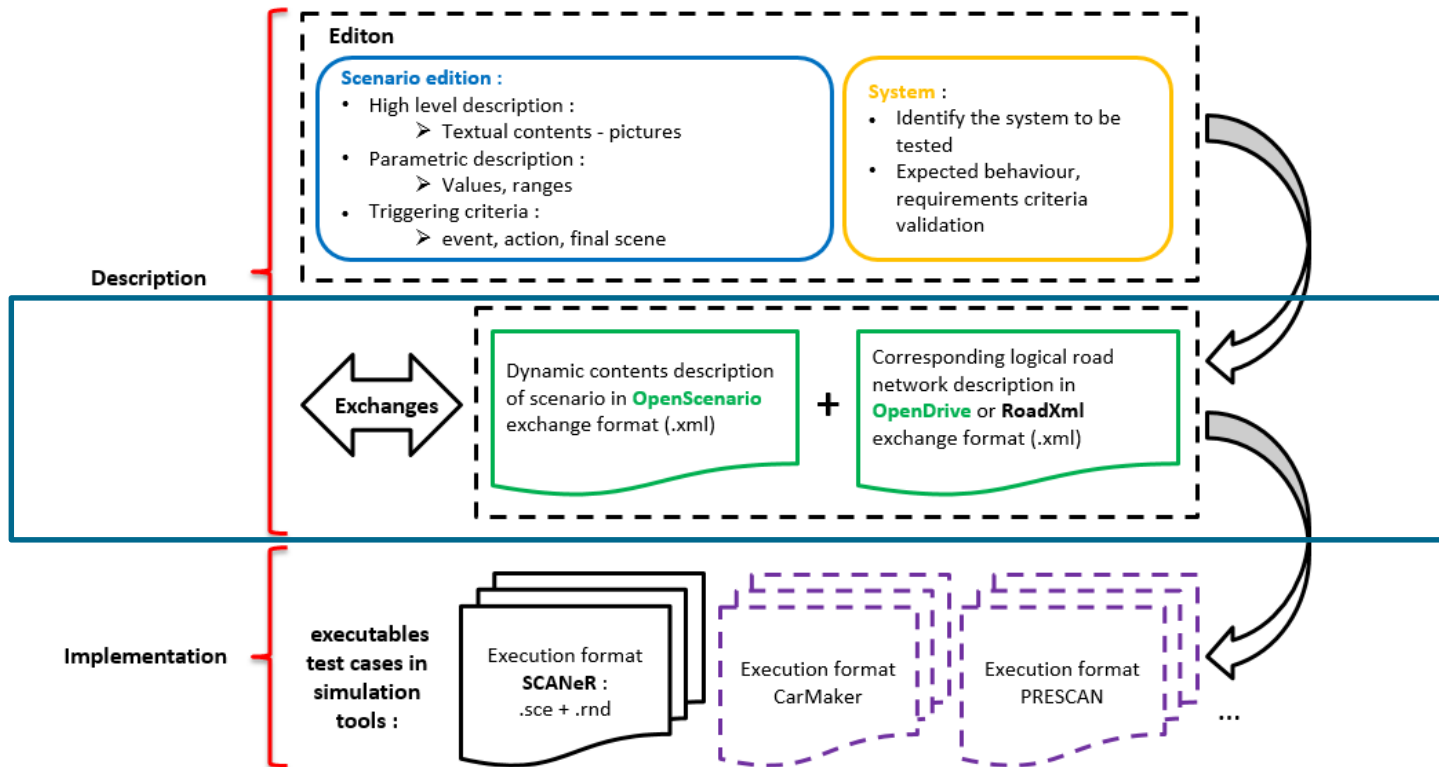 Editon
Scenario edition :
• High level description :
➢ Textual contents - pictures
• Parametric description :
➢ Values, ranges
• Triggering criteria :
➢ event, action, final scene
System :
• Identify the system to be
tested
• Expected behaviour,
requirements criteria
validation
Description
Exchanges
Dynamic contents description
of scenario in OpenScenario
exchange format (.xml)
+
Corresponding logical road
network description in
OpenDrive or RoadXml
exchange format (.xml)
Implementation
executables
test cases in
simulation
tools :
Execution format
SCANeR :
.sce + .rnd
Execution format
CarMaker
Execution format
PRESCAN
...